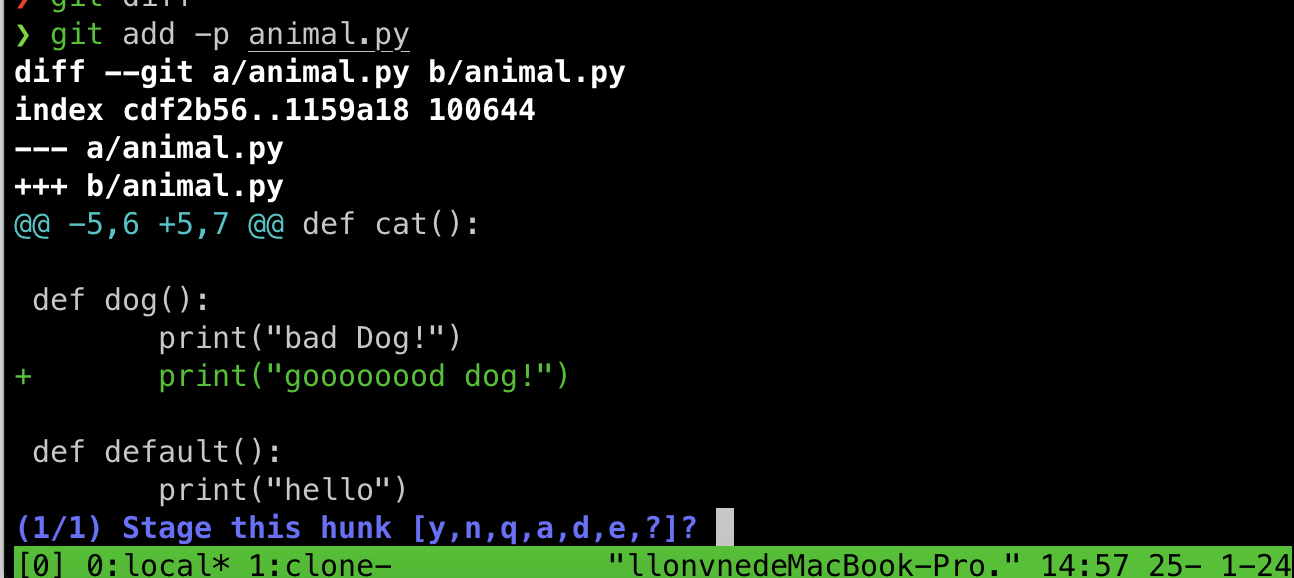 ❯ git diff
❯ git add -p animal.py
diff --git a/animal.py b/animal.py
index cdf2b56..1159a18 100644
--- a/animal.py
+++ b/animal.py
@@ -5,6 +5,7 @@ def cat():
 def dog():
        print("bad Dog!")
+       print("goooooood dog!")
 def default():
        print("hello")
(1/1) Stage this hunk [y,n,q,a,d,e,?]?
[0] 0:local* 1:clone- "llonvnedeMacBook-Pro." 14:57 25- 1-24